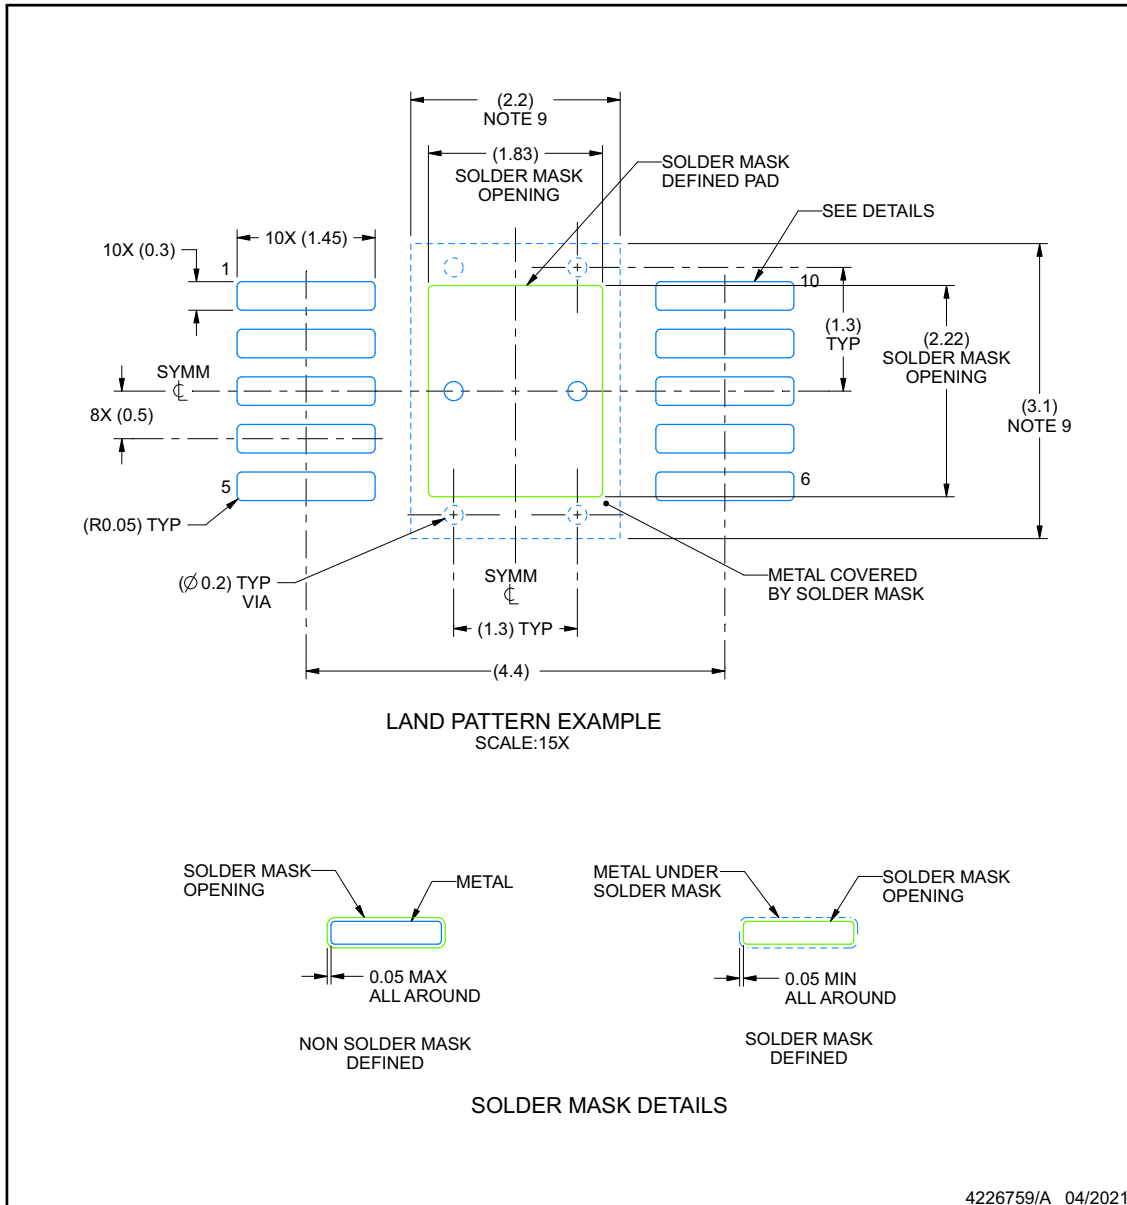 (2.2)
NOTE 9
(1.83)
SOLDER MASK
OPENING
SOLDER MASK
DEFINED PAD
SEE DETAILS
10X (1.45)
10X (0.3)
1
10
(1.3)
TYP
(2.22)
SOLDER MASK
OPENING
SYMM
℄
(3.1)
NOTE 9
8X (0.5)
5
6
(R0.05) TYP
(Ø 0.2) TYP
VIA
SYMM
℄
METAL COVERED
BY SOLDER MASK
(1.3) TYP
(4.4)
LAND PATTERN EXAMPLE
SCALE:15X
SOLDER MASK
OPENING
METAL
METAL UNDER
SOLDER MASK
SOLDER MASK
OPENING
0.05 MAX
ALL AROUND
0.05 MIN
ALL AROUND
NON SOLDER MASK
DEFINED
SOLDER MASK
DEFINED
SOLDER MASK DETAILS
4226759/A 04/2021